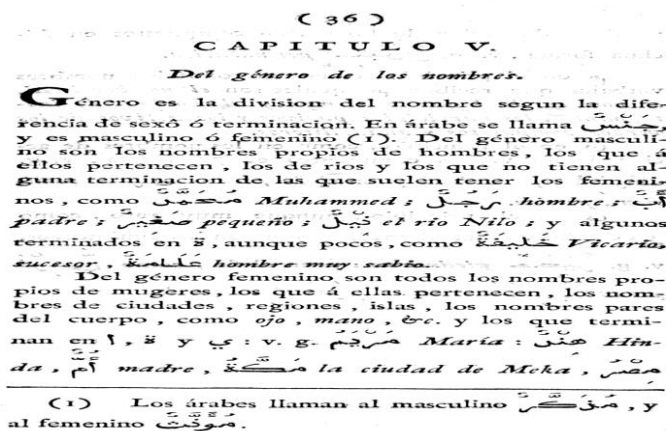 ( 36 )
CAPITULO V.
Del género de los nombres.
Género es la division del nombre segun la dife-
rencia de sexô ó terminacion. En árabe se llama جِنْسٌ
y es masculino ó femenino (1). Del género masculi-
no son los nombres propios de hombres, los que á
ellos pertenecen, los de rios y los que no tienen al-
guna terminacion de las que suelen tener los femeni-
nos, como مُحَمَّدٌ Muhammed; رَجُلٌ hombre; أَبٌ
padre; صَغِيرٌ pequeño; نِيلٌ el rio Nilo; y algunos
terminados en ة, aunque pocos, como خَلِيفَةٌ Vicario,
sucesor, عَلَّامَةٌ hombre muy sabio.
Del género femenino son todos los nombres pro-
pios de mugeres, los que á ellas pertenecen, los nom-
bres de ciudades, regiones, islas, los nombres pares
del cuerpo, como ojo, mano, &c. y los que termi-
nan en ا, ة y ي: v. g. مَرْيَمُ María: هِنْدٌ Hin-
da, أُمٌّ madre, مَكَّةُ la ciudad de Meka, مِصْرُ
(1) Los árabes llaman al masculino مُذَكَّرٌ, y
al femenino مُؤَنَّثٌ.